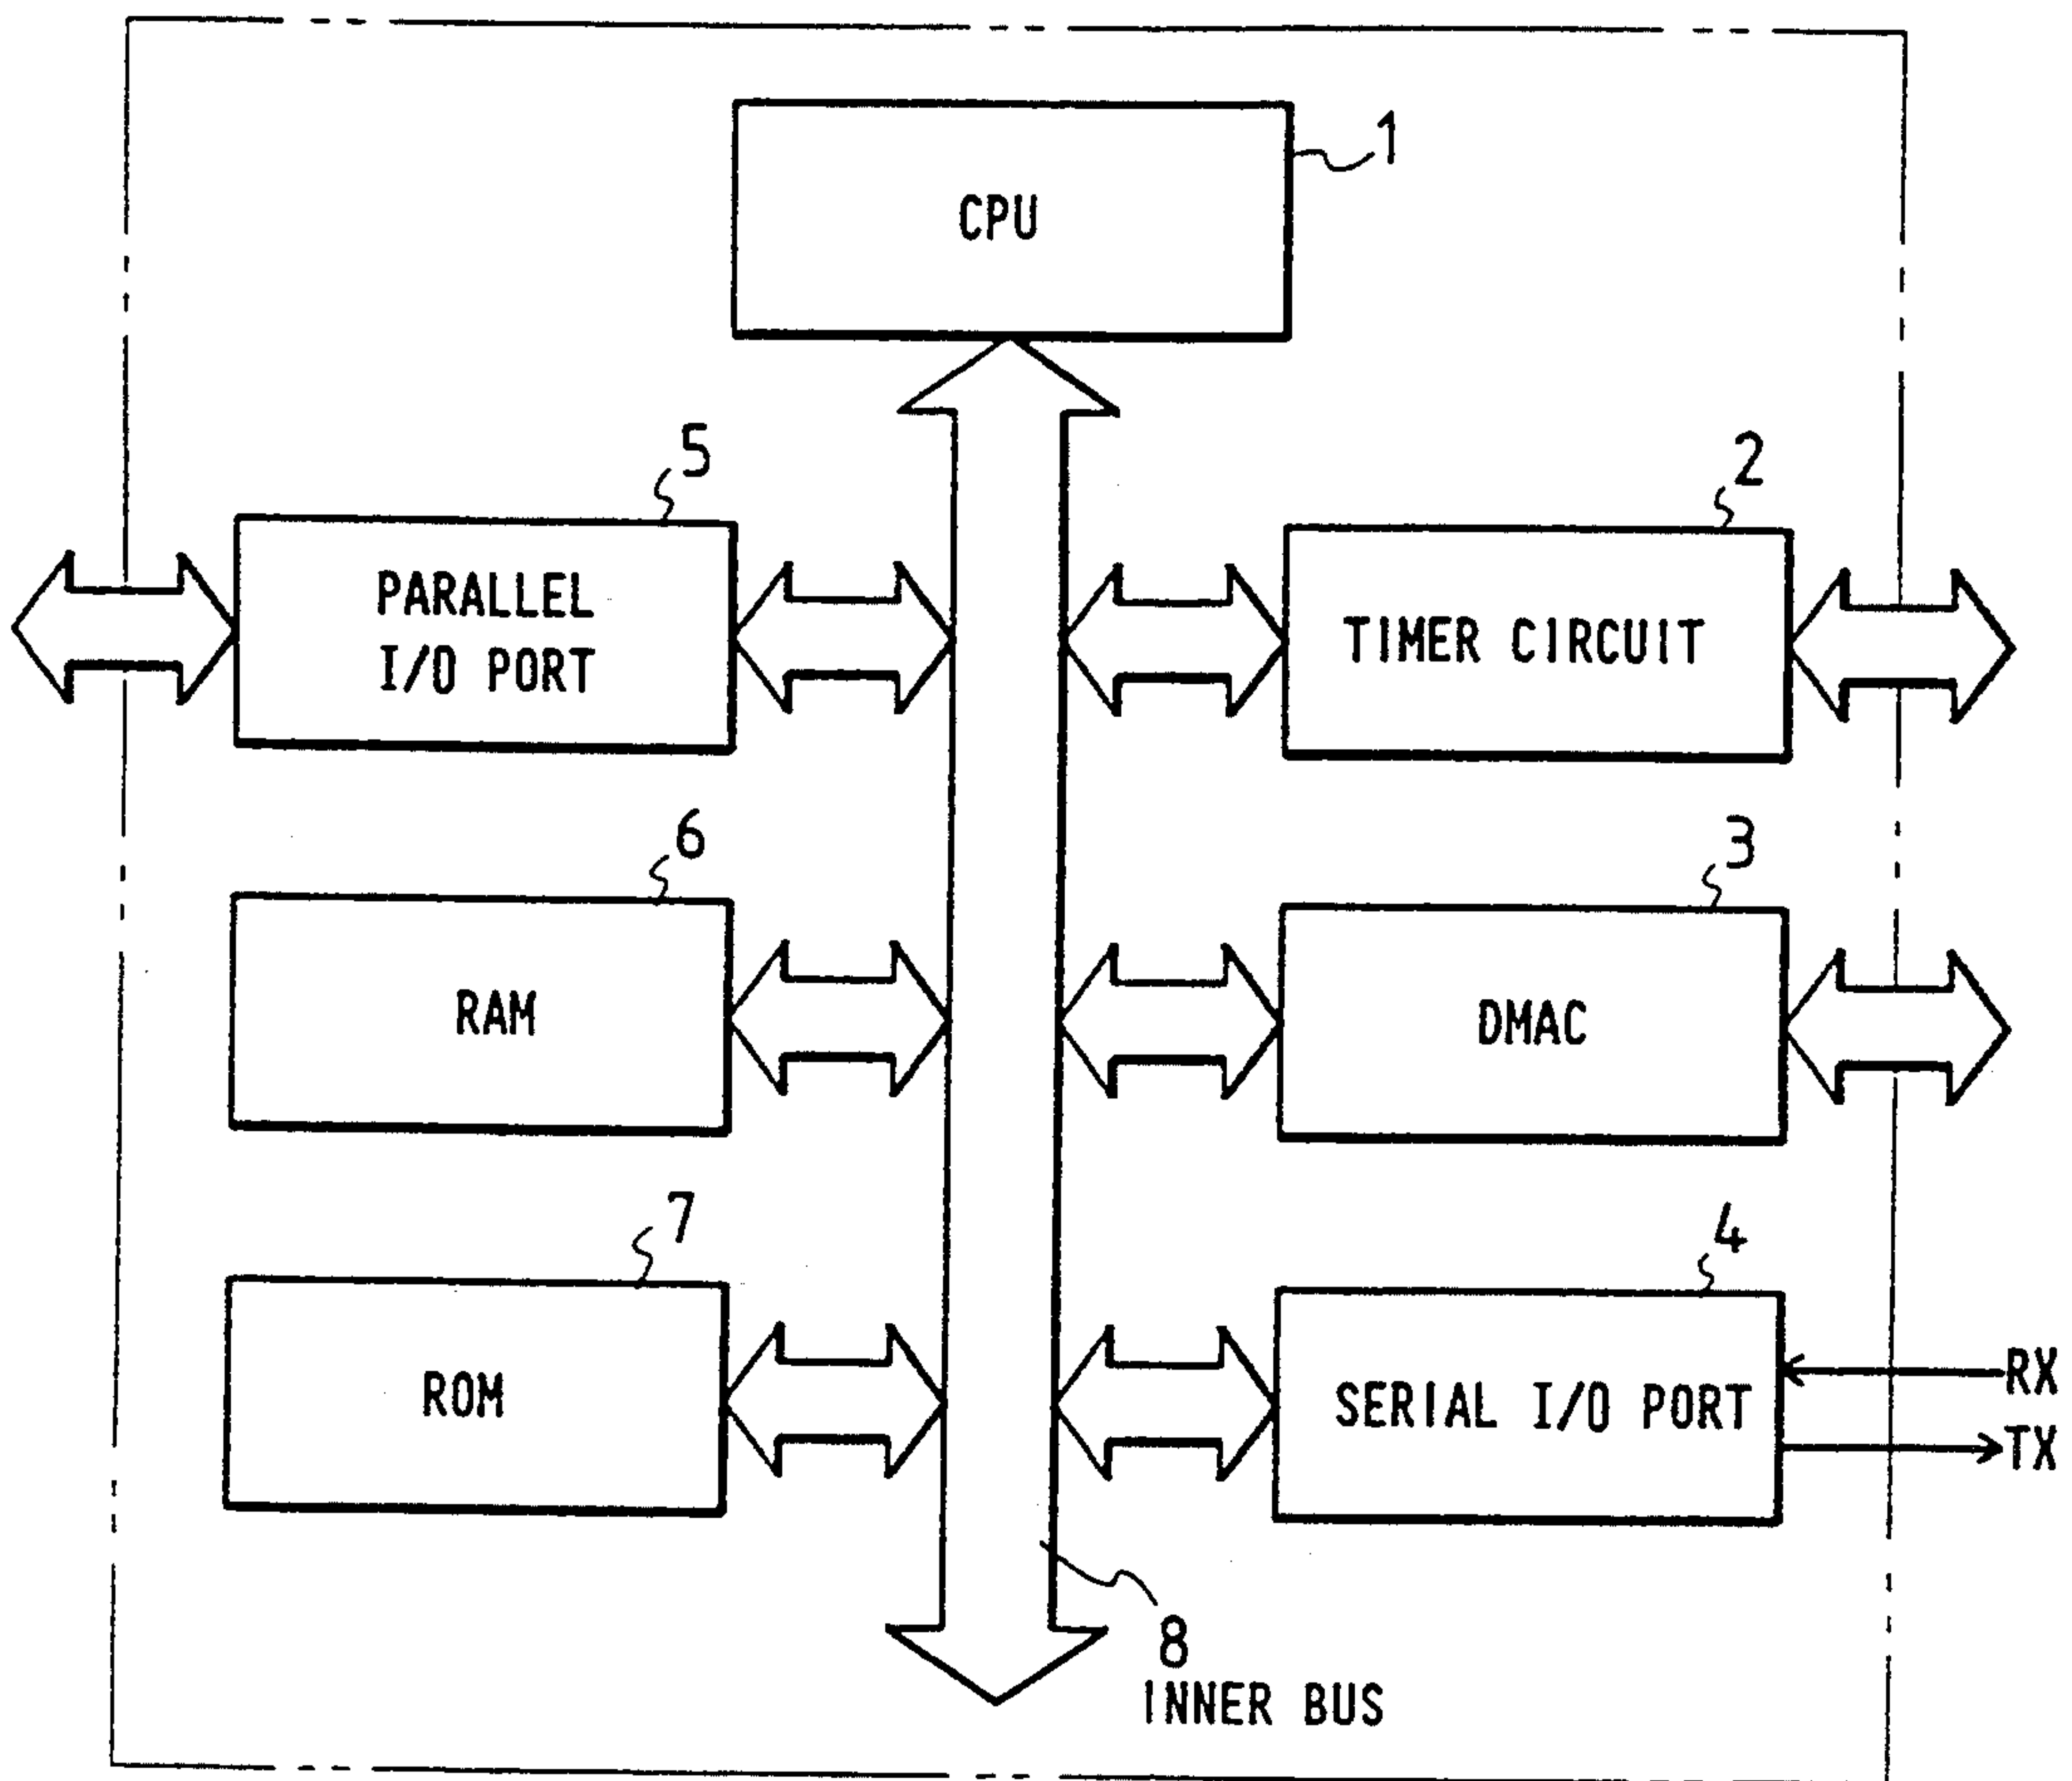 1
CPU
5
2
PARALLEL
I/O PORT
TIMER CIRCUIT
6
3
RAM
DMAC
7
4
ROM
SERIAL I/O PORT
RX
TX
8
INNER BUS